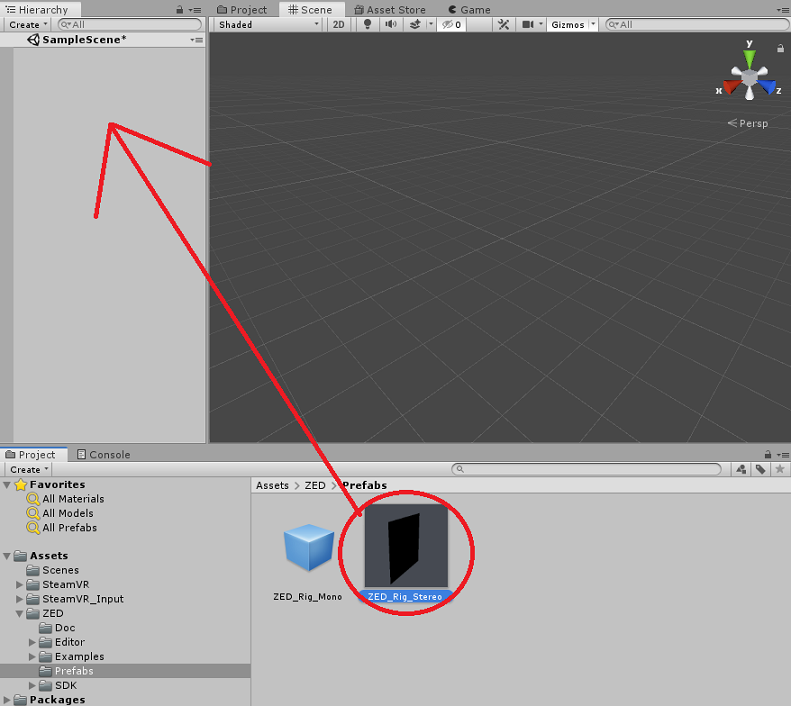 Hierarchy
Create All
SampleScene*
Project Scene Asset Store Game
Shaded 2D 0 Gizmos All
y
x z
Persp
Project Console
Create
Favorites
All Materials
All Models
All Prefabs
Assets
Scenes
SteamVR
SteamVR_Input
ZED
Doc
Editor
Examples
Prefabs
SDK
Packages
Assets > ZED > Prefabs
ZED_Rig_Mono ZED_Rig_Stereo